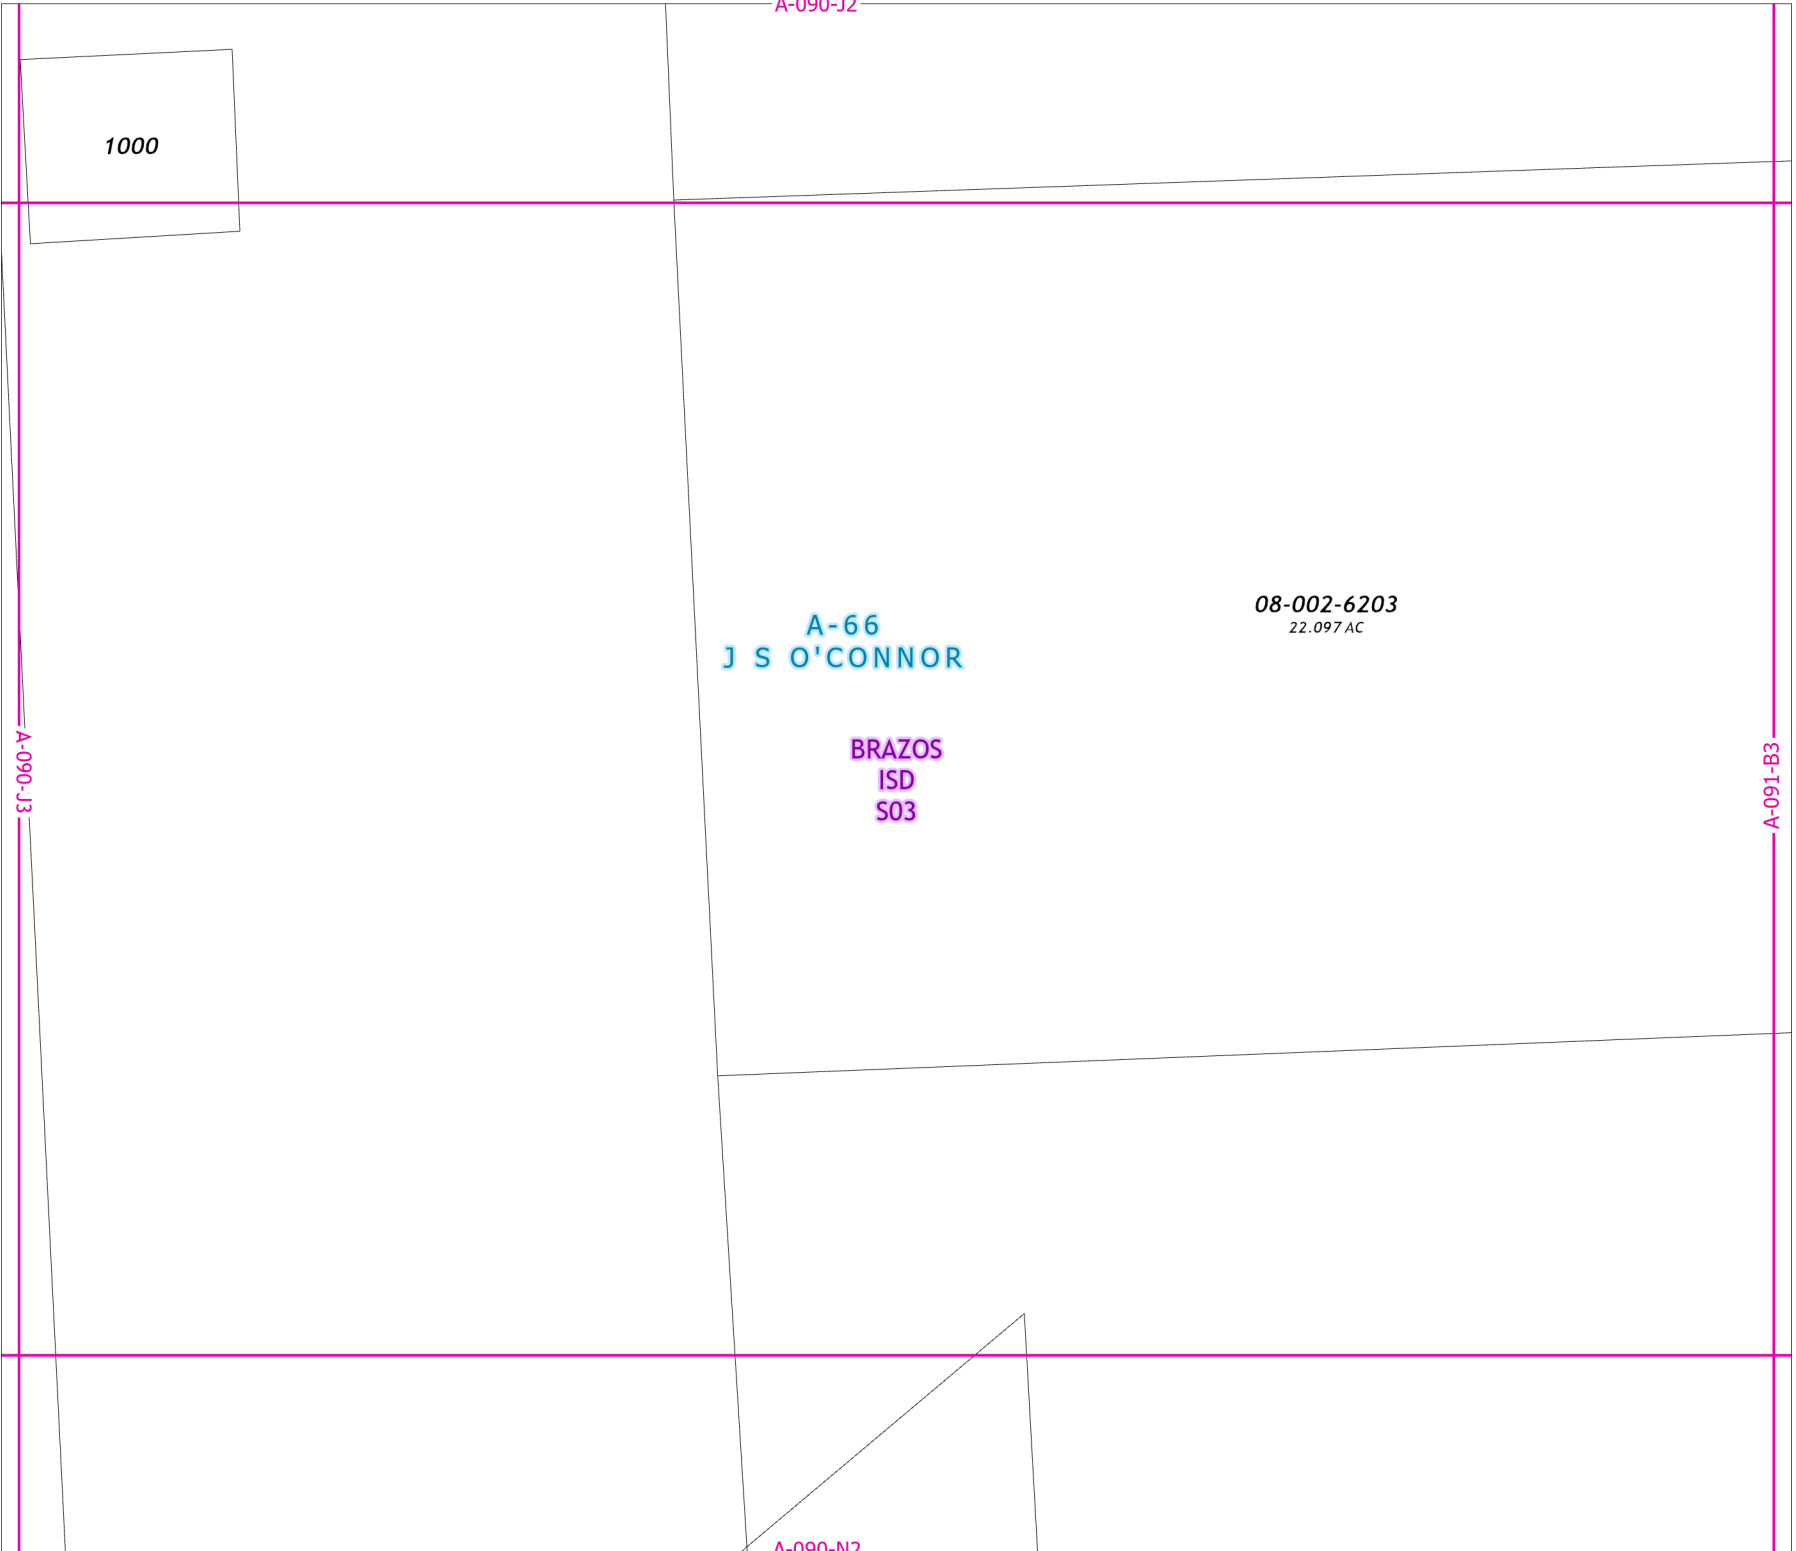 A-090-J2
1000
08-002-6203
22.097 AC
A-66
J S O'CONNOR
BRAZOS
ISD
S03
A-090-J3
A-091-B3
A-090-N2